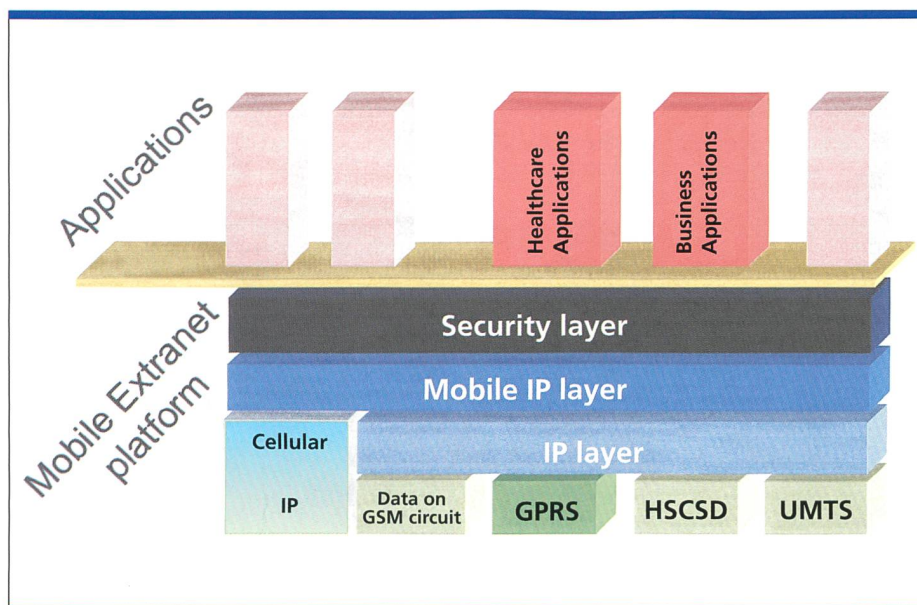 Applications
Healthcare
Applications
Business
Applications
Mobile Extranet
platform
Security layer
Mobile IP layer
Cellular
IP
IP layer
Data on
GSM circuit
GPRS
HSCSD
UMTS